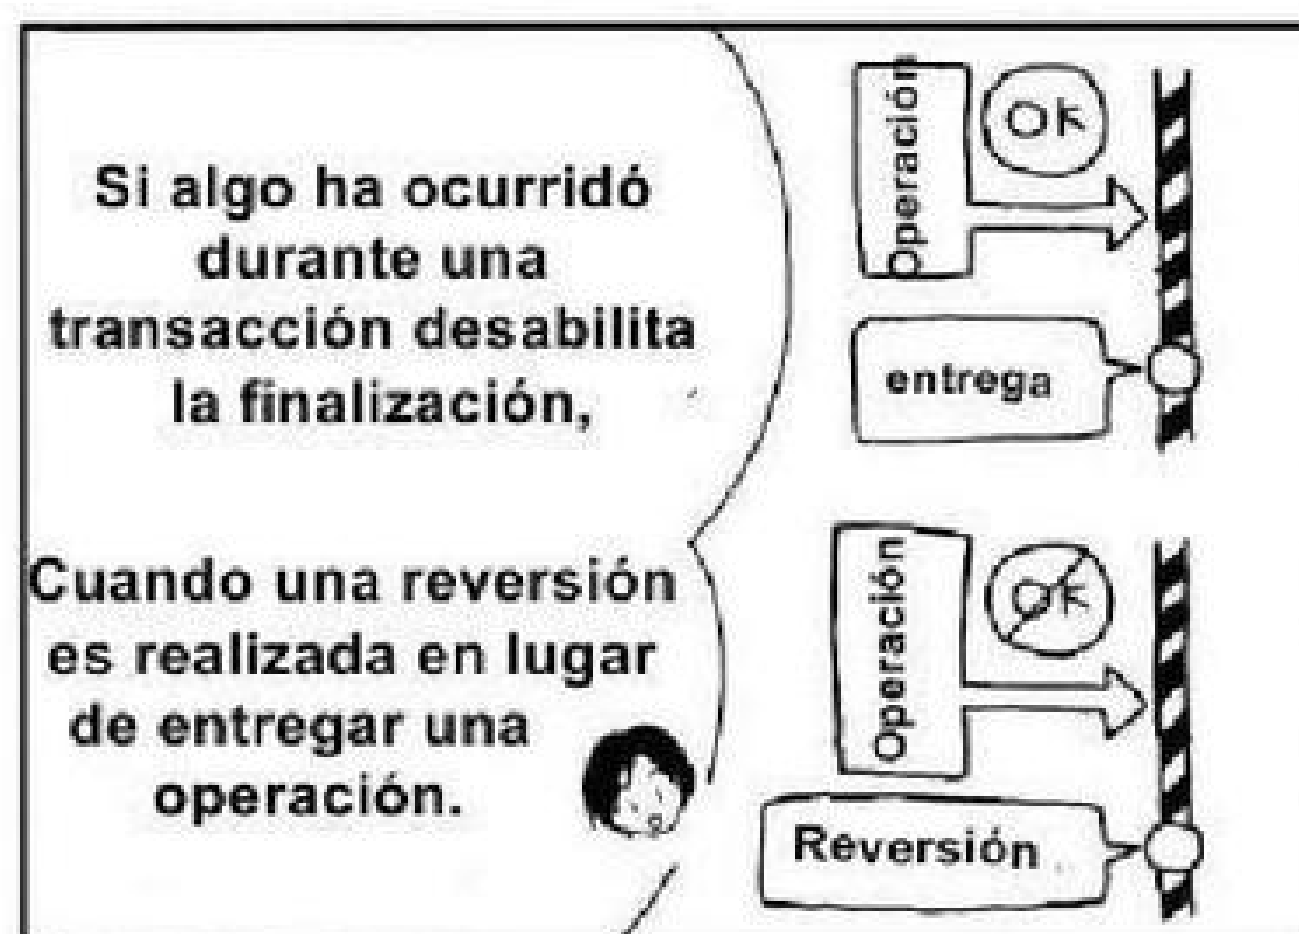 Si algo ha ocurridó
durante una
transacción desabilita
la finalización,
Cuando una reversión
es realizada en lugar
de entregar una
operación.
Operación
OK
entrega
Operación
OK
Reversión